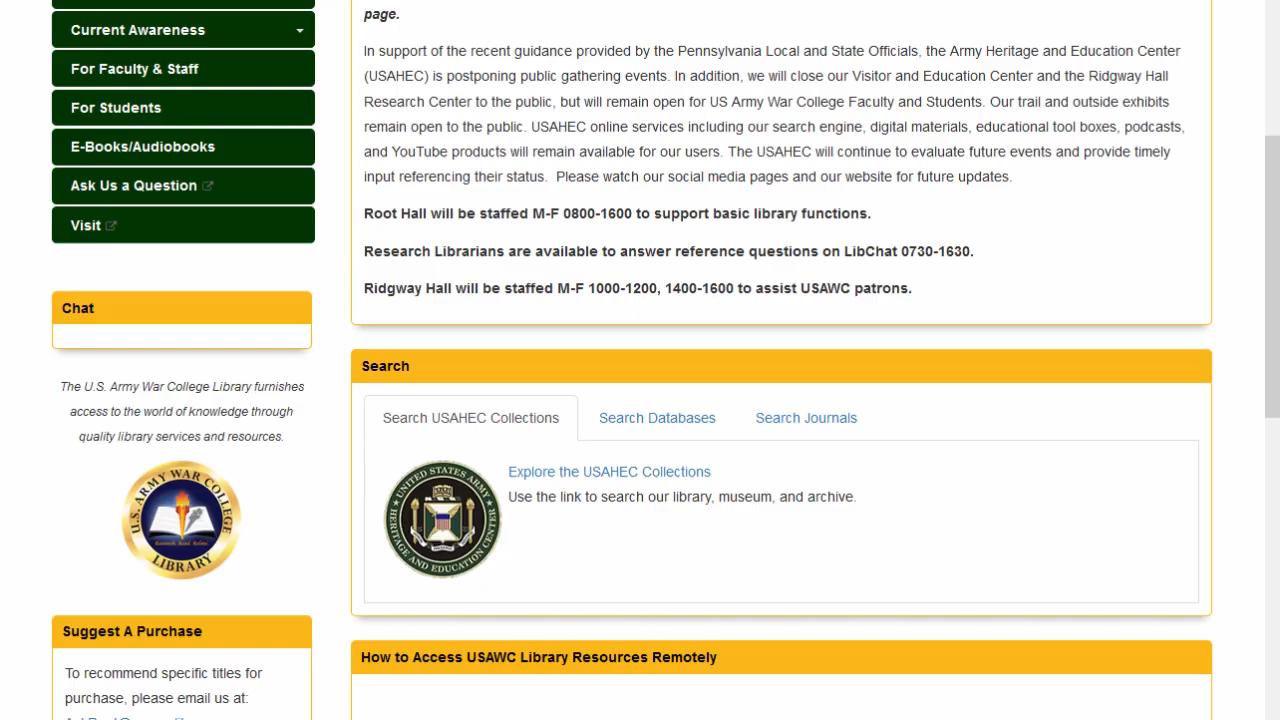 Current Awareness
For Faculty & Staff
For Students
E-Books/Audiobooks
Ask Us a Question
Visit
Chat
The U.S. Army War College Library furnishes
access to the world of knowledge through
quality library services and resources.
U.S. ARMY WAR COLLEGE
LIBRARY
Suggest A Purchase
To recommend specific titles for
purchase, please email us at:
page.
In support of the recent guidance provided by the Pennsylvania Local and State Officials, the Army Heritage and Education Center
(USAHEC) is postponing public gathering events. In addition, we will close our Visitor and Education Center and the Ridgway Hall
Research Center to the public, but will remain open for US Army War College Faculty and Students. Our trail and outside exhibits
remain open to the public. USAHEC online services including our search engine, digital materials, educational tool boxes, podcasts,
and YouTube products will remain available for our users. The USAHEC will continue to evaluate future events and provide timely
input referencing their status.  Please watch our social media pages and our website for future updates.
Root Hall will be staffed M-F 0800-1600 to support basic library functions.
Research Librarians are available to answer reference questions on LibChat 0730-1630.
Ridgway Hall will be staffed M-F 1000-1200, 1400-1600 to assist USAWC patrons.
Search
Search USAHEC Collections
Search Databases
Search Journals
UNITED STATES ARMY
HERITAGE AND EDUCATION CENTER
Explore the USAHEC Collections
Use the link to search our library, museum, and archive.
How to Access USAWC Library Resources Remotely